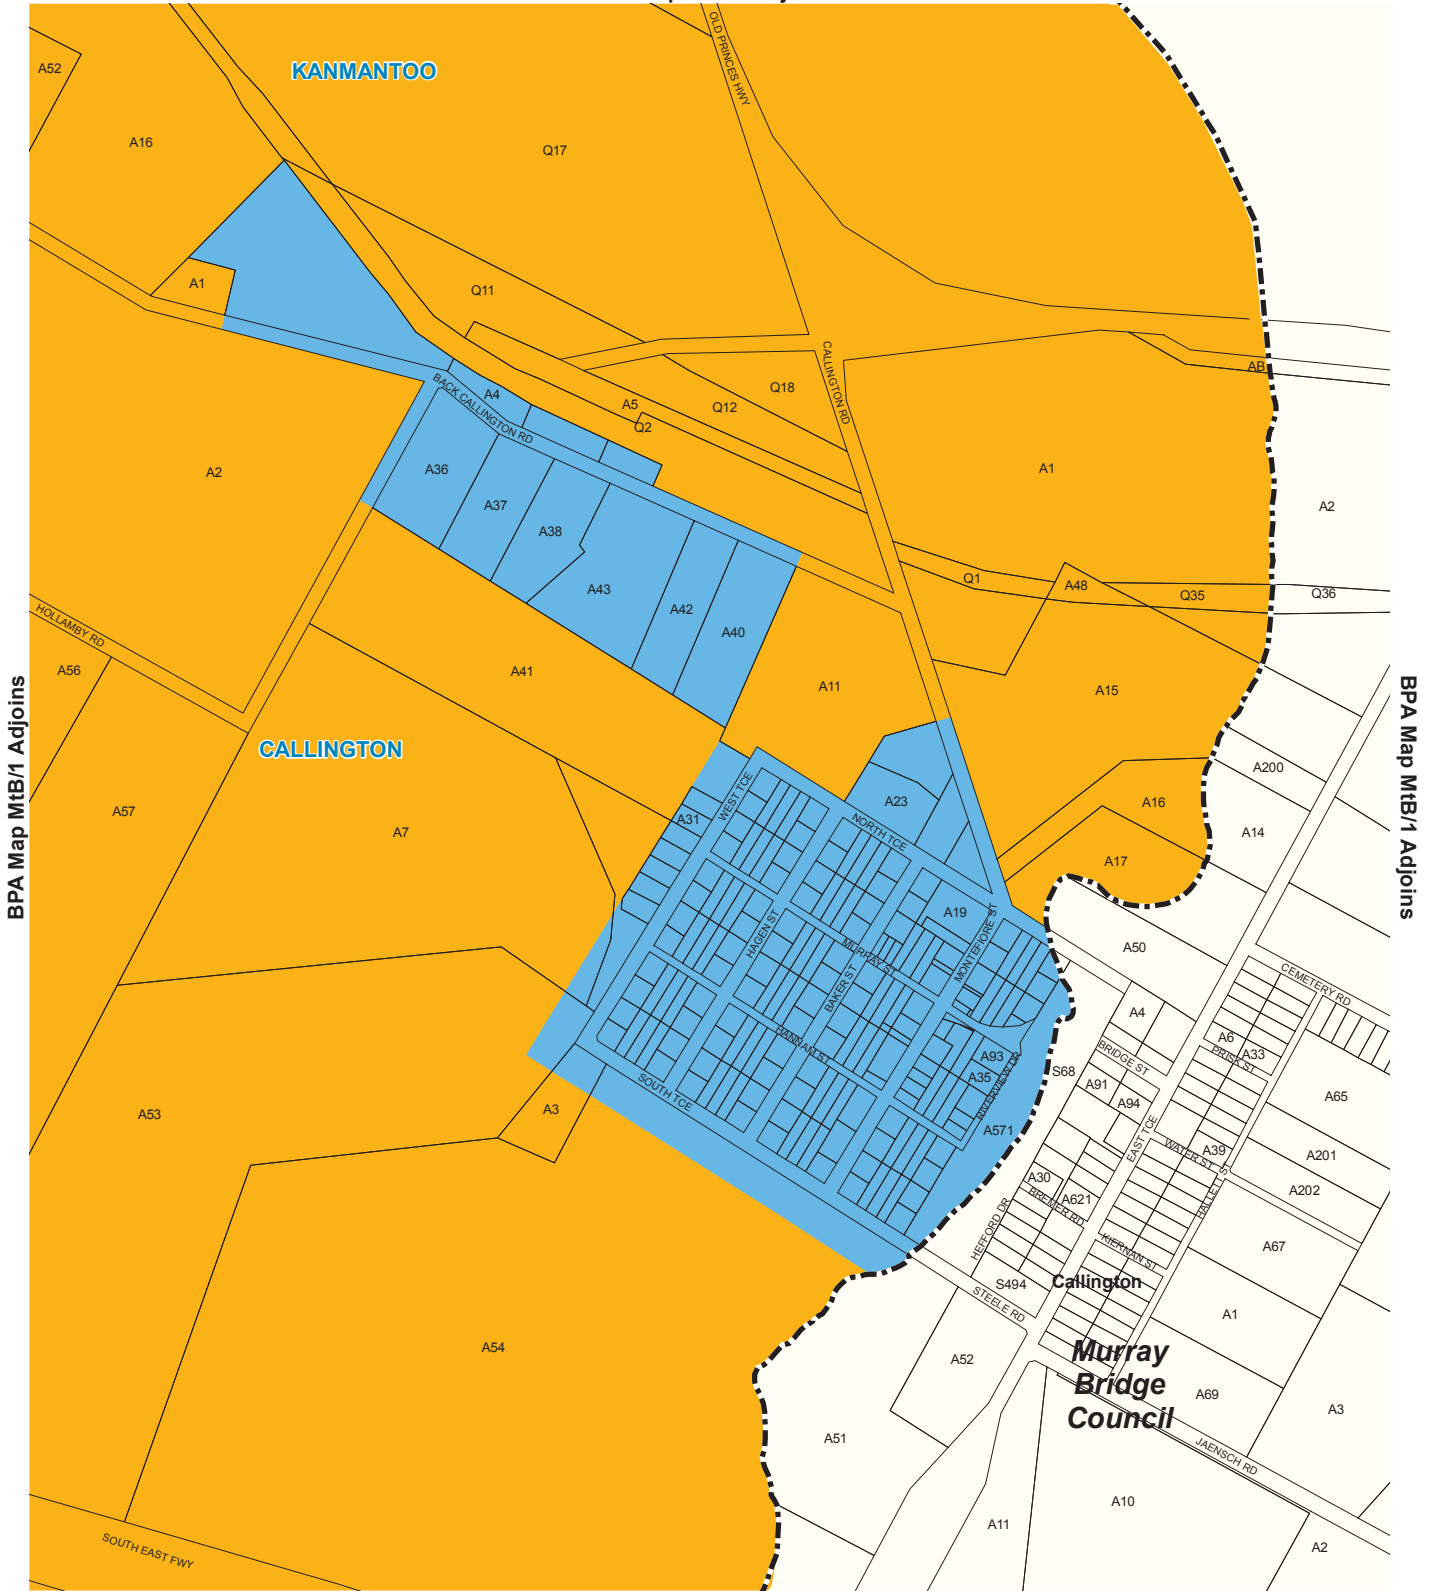 KANMANTOO
OLD PRINCES HWY
A52
A16
Q17
A1
Q11
CALLINGTON RD
AB
Q18
BACK CALLINGTON RD
A4
A5
Q12
Q2
A2
A36
A1
A37
A2
A38
A43
Q1
A48
Q35
Q36
HOLLAMBY RD
A42
A40
A56
A41
A11
A15
BPA Map MtB/1 Adjoins
BPA Map MtB/1 Adjoins
CALLINGTON
A200
A57
A7
A31
WEST TCE
A23
NORTH TCE
A16
A14
A17
A19
HAGEN ST
MURRAY ST
MONTEFIORE ST
A50
BAKER ST
CEMETERY RD
A4
HANNAM ST
A6
PRISK ST
A33
A93
BRIDGE ST
A35
RIVERVIEW DR
S68
A91
SOUTH TCE
A65
A94
A53
A3
A571
EAST TCE
WATER ST
A39
A201
A30
A621
HALLETT ST
A202
BREMER RD
HEFFORD DR
KIERNAN ST
A67
S494
Callington
STEELE RD
A1
A54
A52
Murray
Bridge
Council
A69
A3
A51
JAENSCH RD
A10
A11
A2
SOUTH EAST FWY